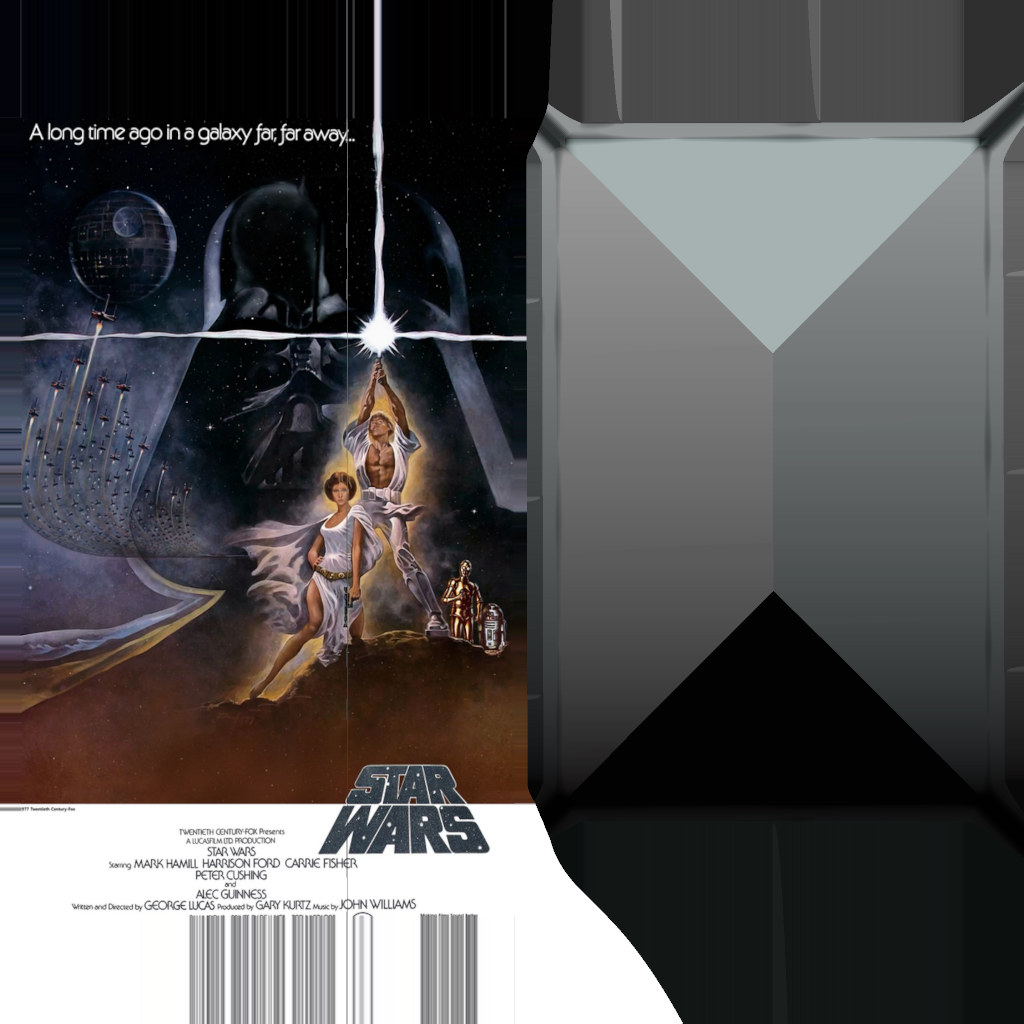 A long time ago in a galaxy far, far away...
STAR
WARS
1977 Twentieth Century-Fox
TWENTIETH CENTURY-FOX Presents
A LUCASFILM LTD. PRODUCTION
STAR WARS
Starring MARK HAMILL HARRISON FORD CARRIE FISHER
PETER CUSHING
and
ALEC GUINNESS
Written and Directed by GEORGE LUCAS Produced by GARY KURTZ Music by JOHN WILLIAMS